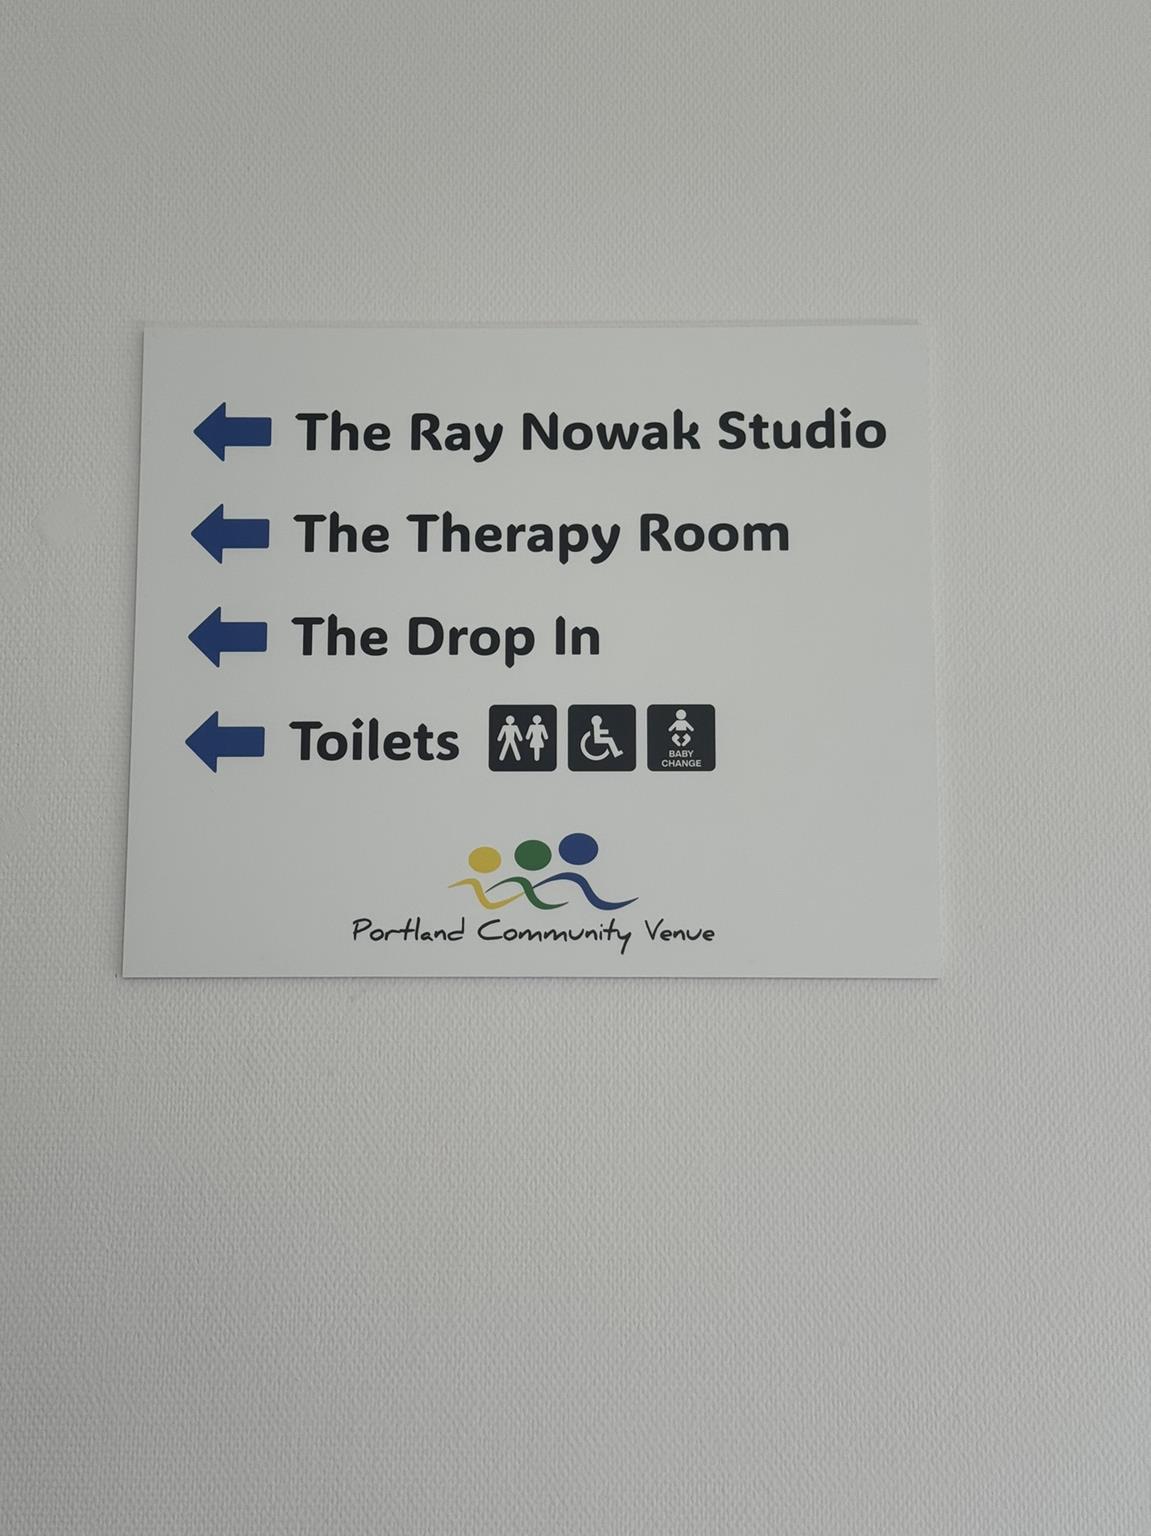 The Ray Nowak Studio
The Therapy Room
The Drop In
Toilets
BABY
CHANGE
Portland Community Venue